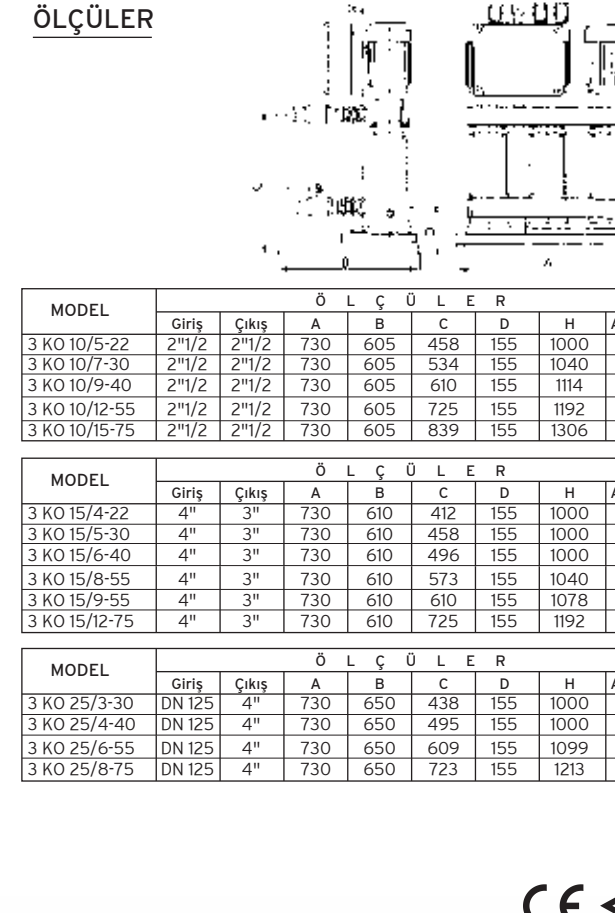 ÖLÇÜLER
D A
MODEL Ö L Ç Ü L E R
Giriş Çıkış A B C D H A
3 KO 10/5-22 2"1/2 2"1/2 730 605 458 155 1000
3 KO 10/7-30 2"1/2 2"1/2 730 605 534 155 1040
3 KO 10/9-40 2"1/2 2"1/2 730 605 610 155 1114
3 KO 10/12-55 2"1/2 2"1/2 730 605 725 155 1192
3 KO 10/15-75 2"1/2 2"1/2 730 605 839 155 1306
MODEL Ö L Ç Ü L E R
Giriş Çıkış A B C D H A
3 KO 15/4-22 4" 3" 730 610 412 155 1000
3 KO 15/5-30 4" 3" 730 610 458 155 1000
3 KO 15/6-40 4" 3" 730 610 496 155 1000
3 KO 15/8-55 4" 3" 730 610 573 155 1040
3 KO 15/9-55 4" 3" 730 610 610 155 1078
3 KO 15/12-75 4" 3" 730 610 725 155 1192
MODEL Ö L Ç Ü L E R
Giriş Çıkış A B C D H A
3 KO 25/3-30 DN 125 4" 730 650 438 155 1000
3 KO 25/4-40 DN 125 4" 730 650 495 155 1000
3 KO 25/6-55 DN 125 4" 730 650 609 155 1099
3 KO 25/8-75 DN 125 4" 730 650 723 155 1213
CE